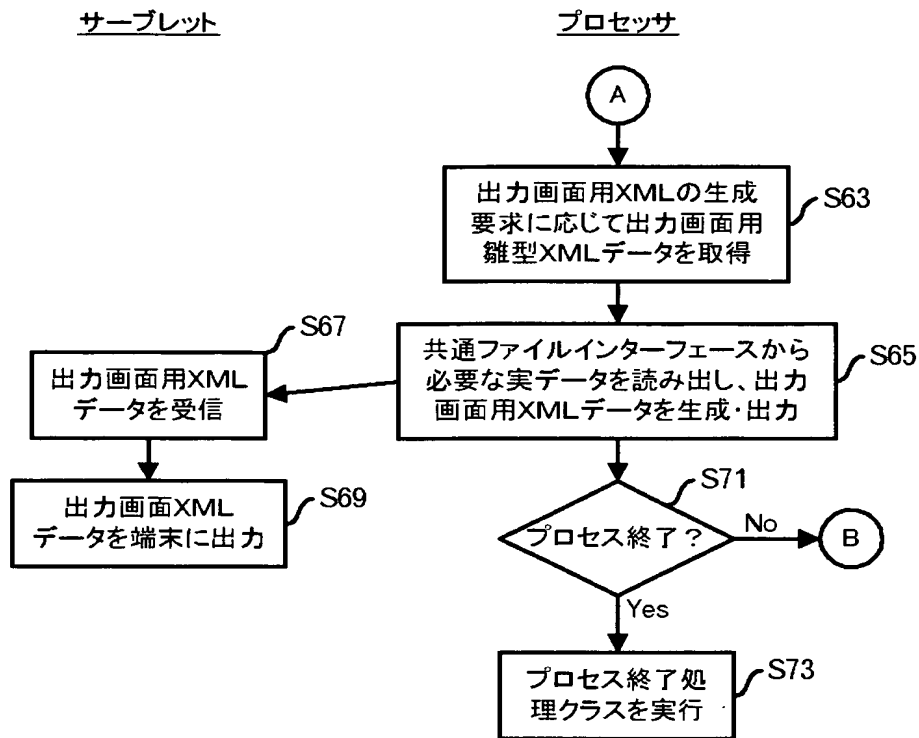 サーブレット
プロセッサ
A
出力画面用XMLの生成
要求に応じて出力画面用
雛型XMLデータを取得
S63
共通ファイルインターフェースから
必要な実データを読み出し、出力
画面用XMLデータを生成・出力
S65
S67
出力画面用XML
データを受信
出力画面XML
データを端末に出力
S69
S71
プロセス終了?
No
B
Yes
プロセス終了処
理クラスを実行
S73